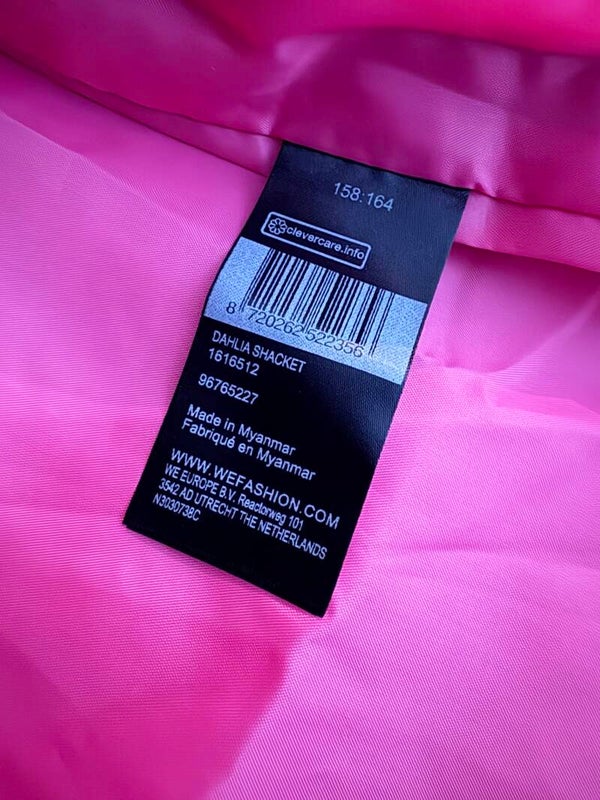 158:164
clevercare.info
8 720262 522356
DAHLIA SHACKET
1616512
96765227
Made in Myanmar
Fabriqué en Myanmar
WWW.WEFASHION.COM
WE EUROPE B.V. Reactorweg 101
3542 AD UTRECHT THE NETHERLANDS
N3030738C